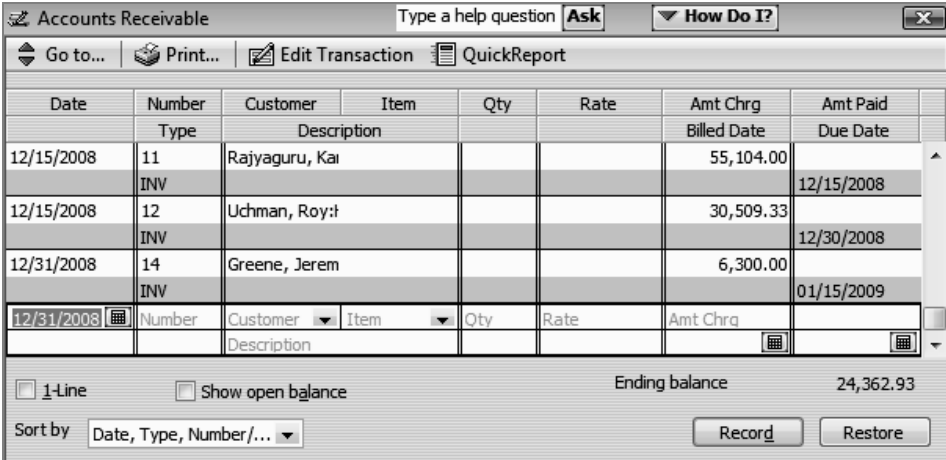 Accounts Receivable Type a help question Ask How Do I?
Go to... Print... Edit Transaction QuickReport
Date Number Customer Item Qty Rate Amt Chrg Amt Paid
Type Description Billed Date Due Date
12/15/2008 11 Rajyaguru, Kar 55,104.00
INV 12/15/2008
12/15/2008 12 Uchman, Roy:H 30,509.33
INV 12/30/2008
12/31/2008 14 Greene, Jerem 6,300.00
INV 01/15/2009
12/31/2008 Number Customer Item Qty Rate Amt Chrg
Description
1-Line Show open balance Ending balance 24,362.93
Sort by Date, Type, Number/... Record Restore